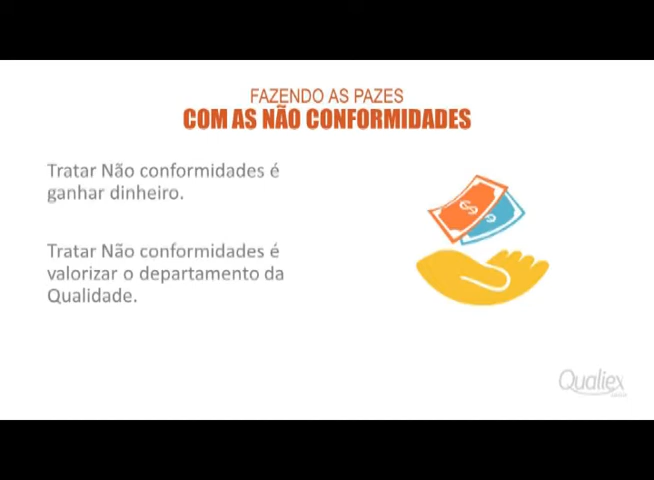 FAZENDO AS PAZES
COM AS NÃO CONFORMIDADES
Tratar Não conformidades é
ganhar dinheiro.
Tratar Não conformidades é
valorizar o departamento da
Qualidade.
Qualiex